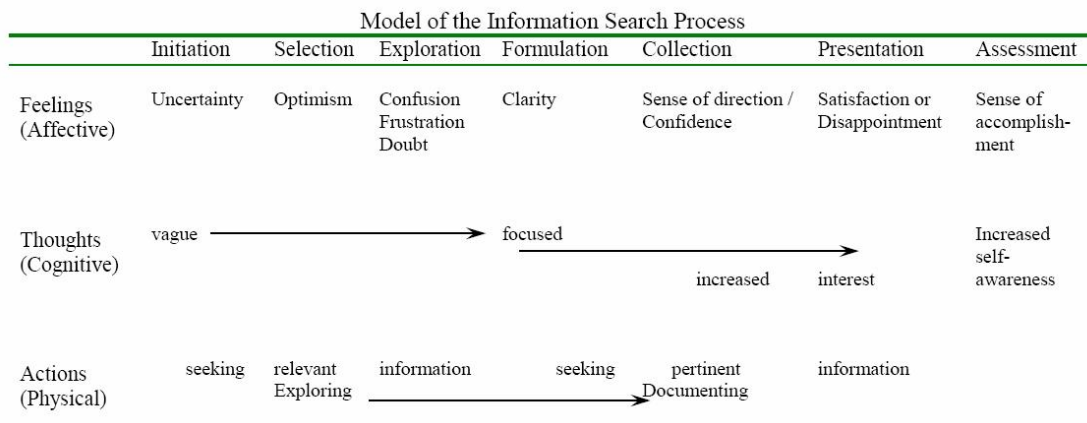 Model of the Information Search Process
Initiation Selection Exploration Formulation Collection Presentation Assessment
Feelings
(Affective)
Uncertainty
Optimism
Confusion
Frustration
Doubt
Clarity
Sense of direction /
Confidence
Satisfaction or
Disappointment
Sense of
accomplish-
ment
Thoughts
(Cognitive)
vague
focused
increased interest
Increased
self-
awareness
Actions
(Physical)
seeking relevant information seeking pertinent information
Exploring Documenting